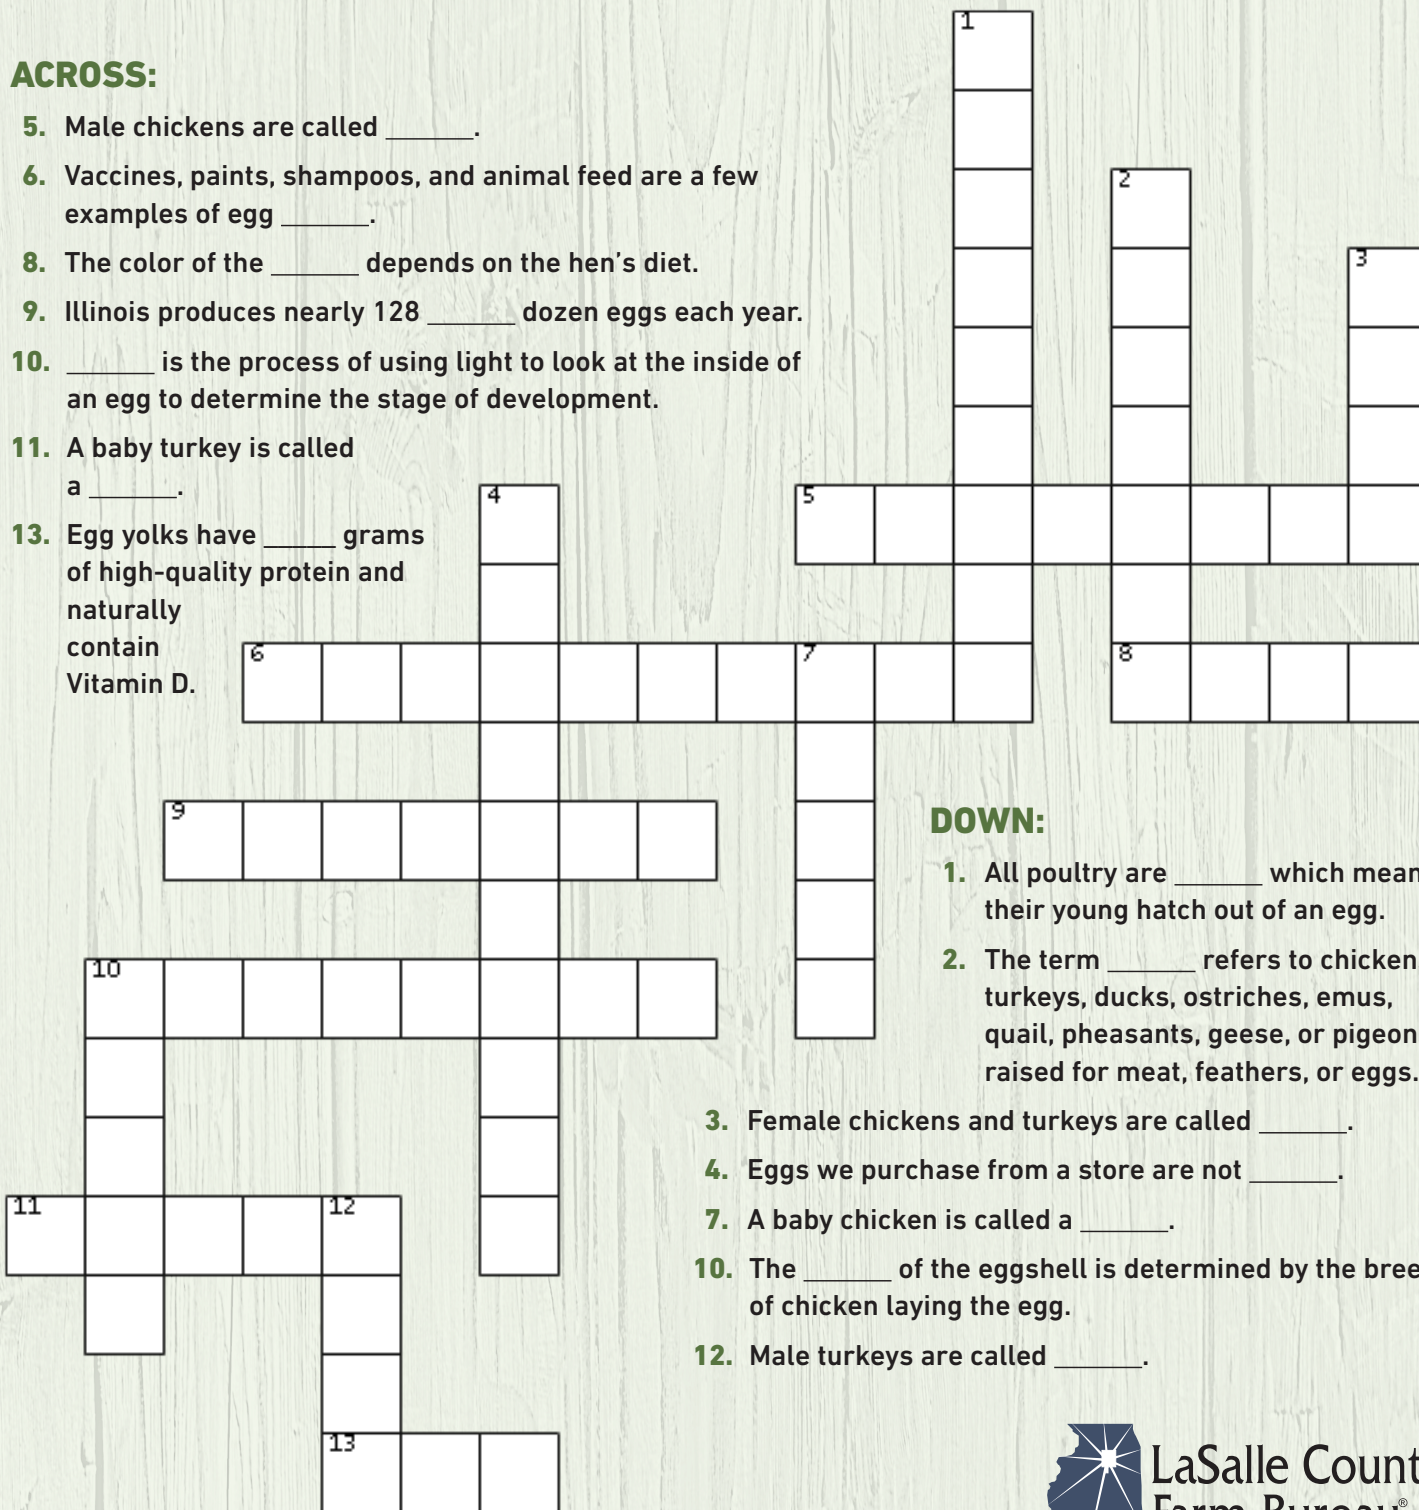 ACROSS:
5. Male chickens are called ______.
6. Vaccines, paints, shampoos, and animal feed are a few
examples of egg ______.
8. The color of the ______ depends on the hen's diet.
9. Illinois produces nearly 128 ______ dozen eggs each year.
10. ______ is the process of using light to look at the inside of
an egg to determine the stage of development.
11. A baby turkey is called
a ______.
13. Egg yolks have _____ grams
of high-quality protein and
naturally
contain
Vitamin D.
1
2
3
4
5
6
7
8
9
10
11
12
13
DOWN:
1. All poultry are ______ which mean
their young hatch out of an egg.
2. The term ______ refers to chicken
turkeys, ducks, ostriches, emus,
quail, pheasants, geese, or pigeon
raised for meat, feathers, or eggs.
3. Female chickens and turkeys are called ______.
4. Eggs we purchase from a store are not ______.
7. A baby chicken is called a ______.
10. The ______ of the eggshell is determined by the bree
of chicken laying the egg.
12. Male turkeys are called ______.
LaSalle Count
Farm Bureau®